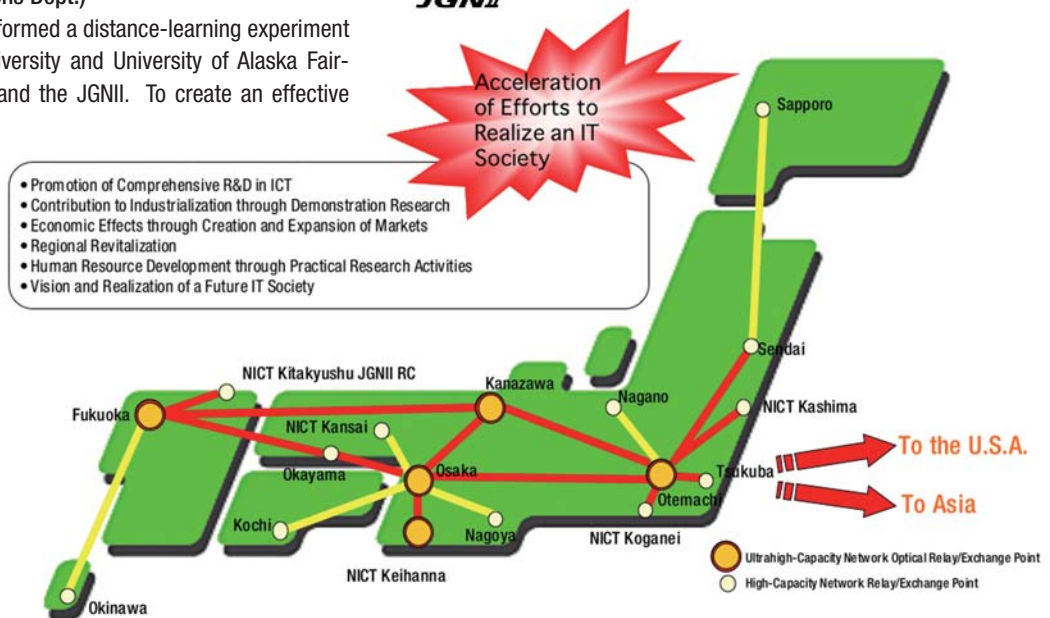 ons Dept.)
formed a distance-learning experiment
iversity and University of Alaska Fair-
and the JGNII. To create an effective
JGNII
Acceleration
of Efforts to
Realize an IT
Society
• Promotion of Comprehensive R&D in ICT
• Contribution to Industrialization through Demonstration Research
• Economic Effects through Creation and Expansion of Markets
• Regional Revitalization
• Human Resource Development through Practical Research Activities
• Vision and Realization of a Future IT Society
Sapporo
Sendai
NICT Kitakyushu JGNII RC
Kanazawa
Nagano
Fukuoka
NICT Kansai
NICT Kashima
Okayama
Osaka
Tsukuba
To the U.S.A.
Otemachi
To Asia
Kochi
Nagoya
NICT Koganei
NICT Keihanna
Ultrahigh-Capacity Network Optical Relay/Exchange Point
High-Capacity Network Relay/Exchange Point
Okinawa